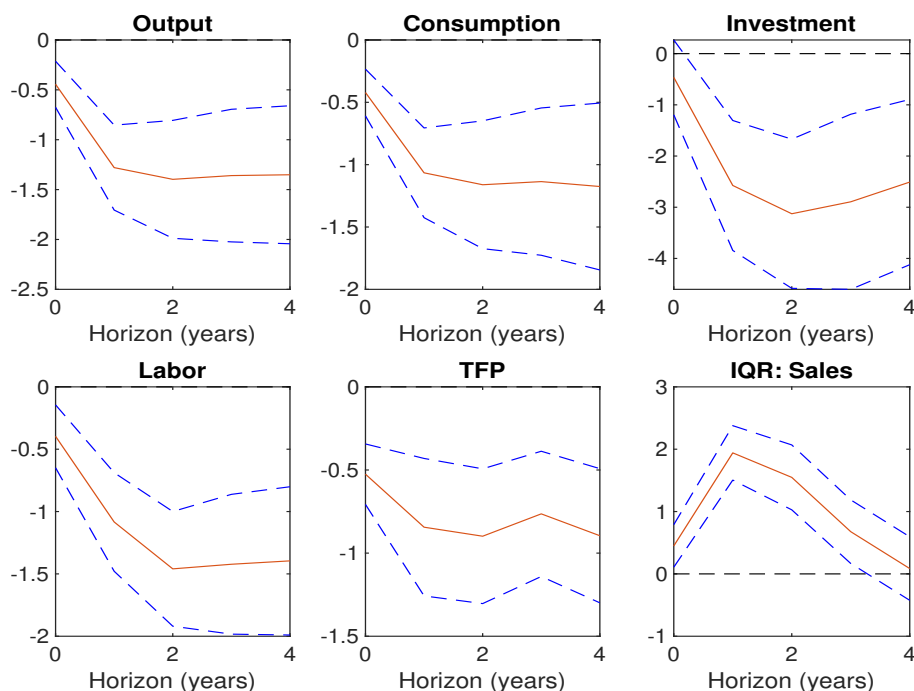 Output
0
-0.5
-1
-1.5
-2
-2.5
0 2 4
Horizon (years)
Consumption
0
-0.5
-1
-1.5
-2
0 2 4
Horizon (years)
Investment
0
-1
-2
-3
-4
0 2 4
Horizon (years)
Labor
0
-0.5
-1
-1.5
-2
0 2 4
Horizon (years)
TFP
0
-0.5
-1
-1.5
0 2 4
Horizon (years)
IQR: Sales
3
2
1
0
-1
0 2 4
Horizon (years)